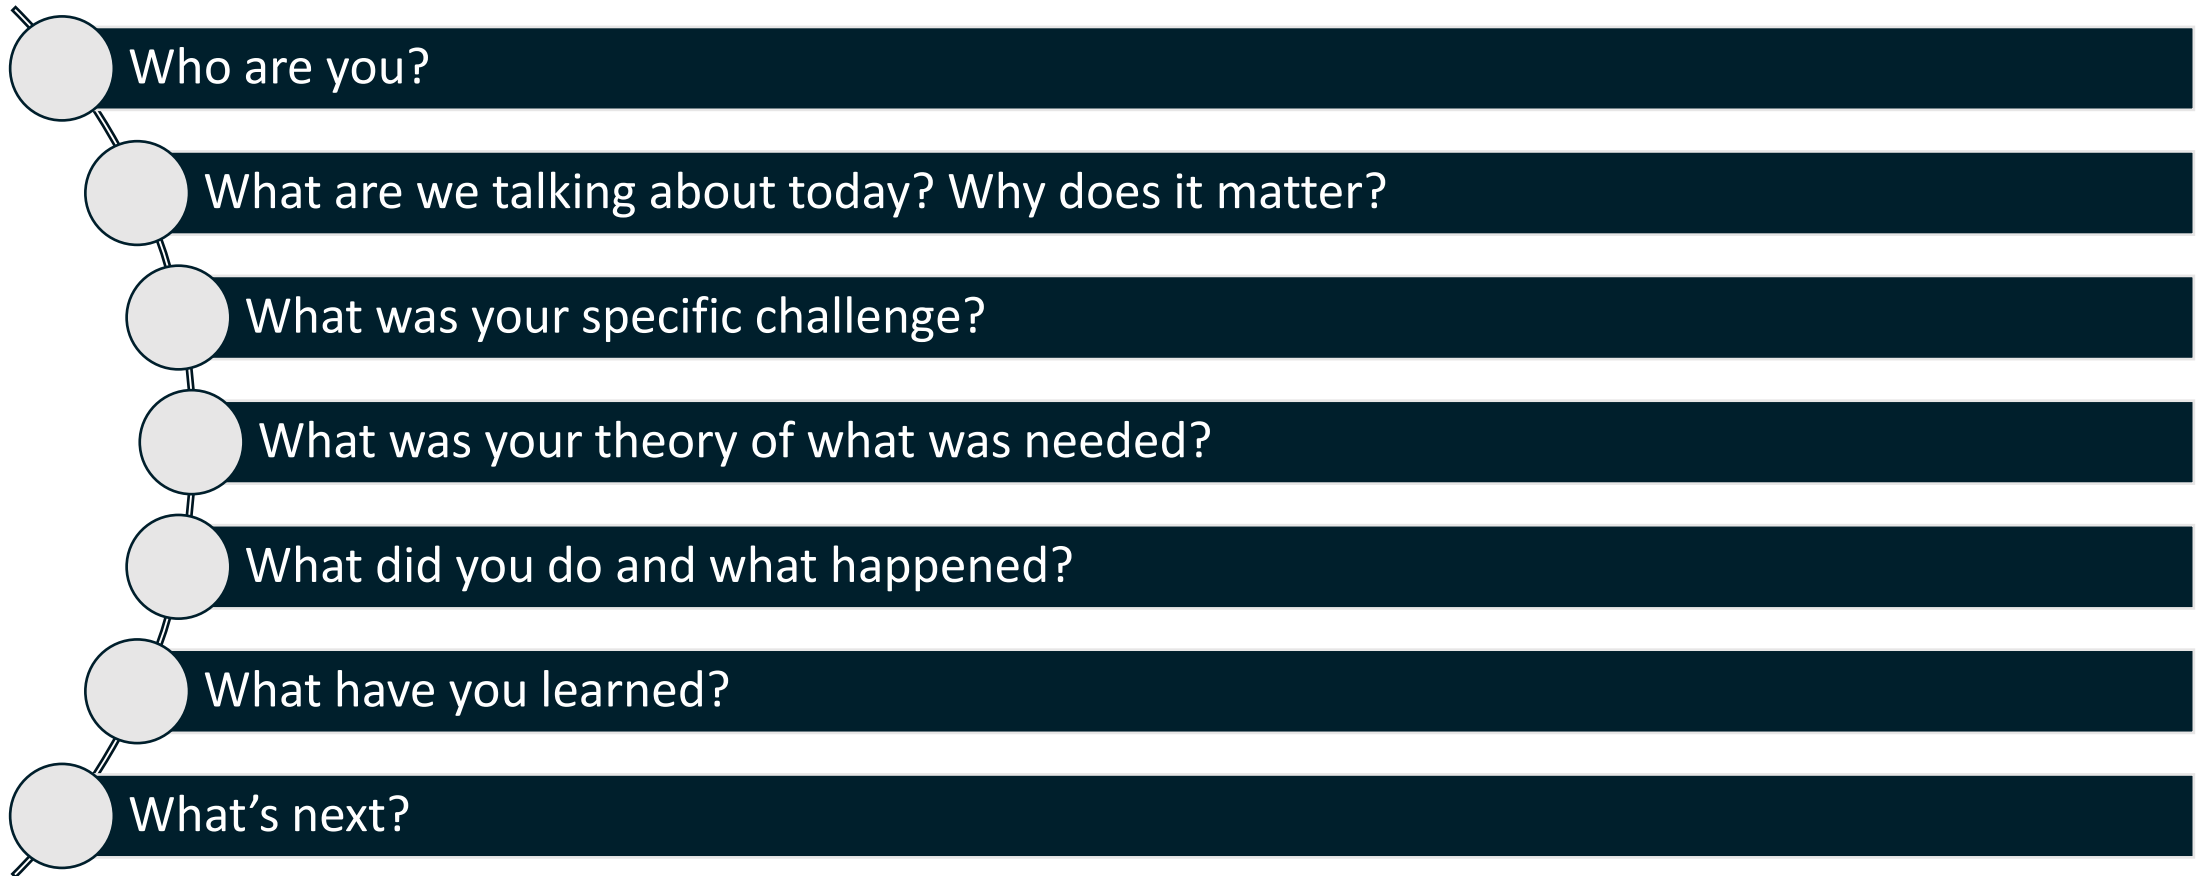 Who are you?
What are we talking about today? Why does it matter?
What was your specific challenge?
What was your theory of what was needed?
What did you do and what happened?
What have you learned?
What’s next?